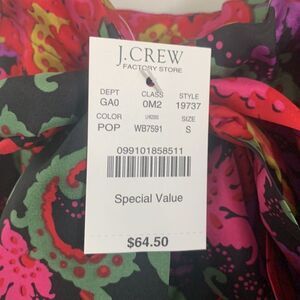 J.CREW
FACTORY STORE
DEPT CLASS STYLE
GA0 0M2 19737
COLOR SIZE
POP WB7591 S
099101858511
Special Value
$64.50